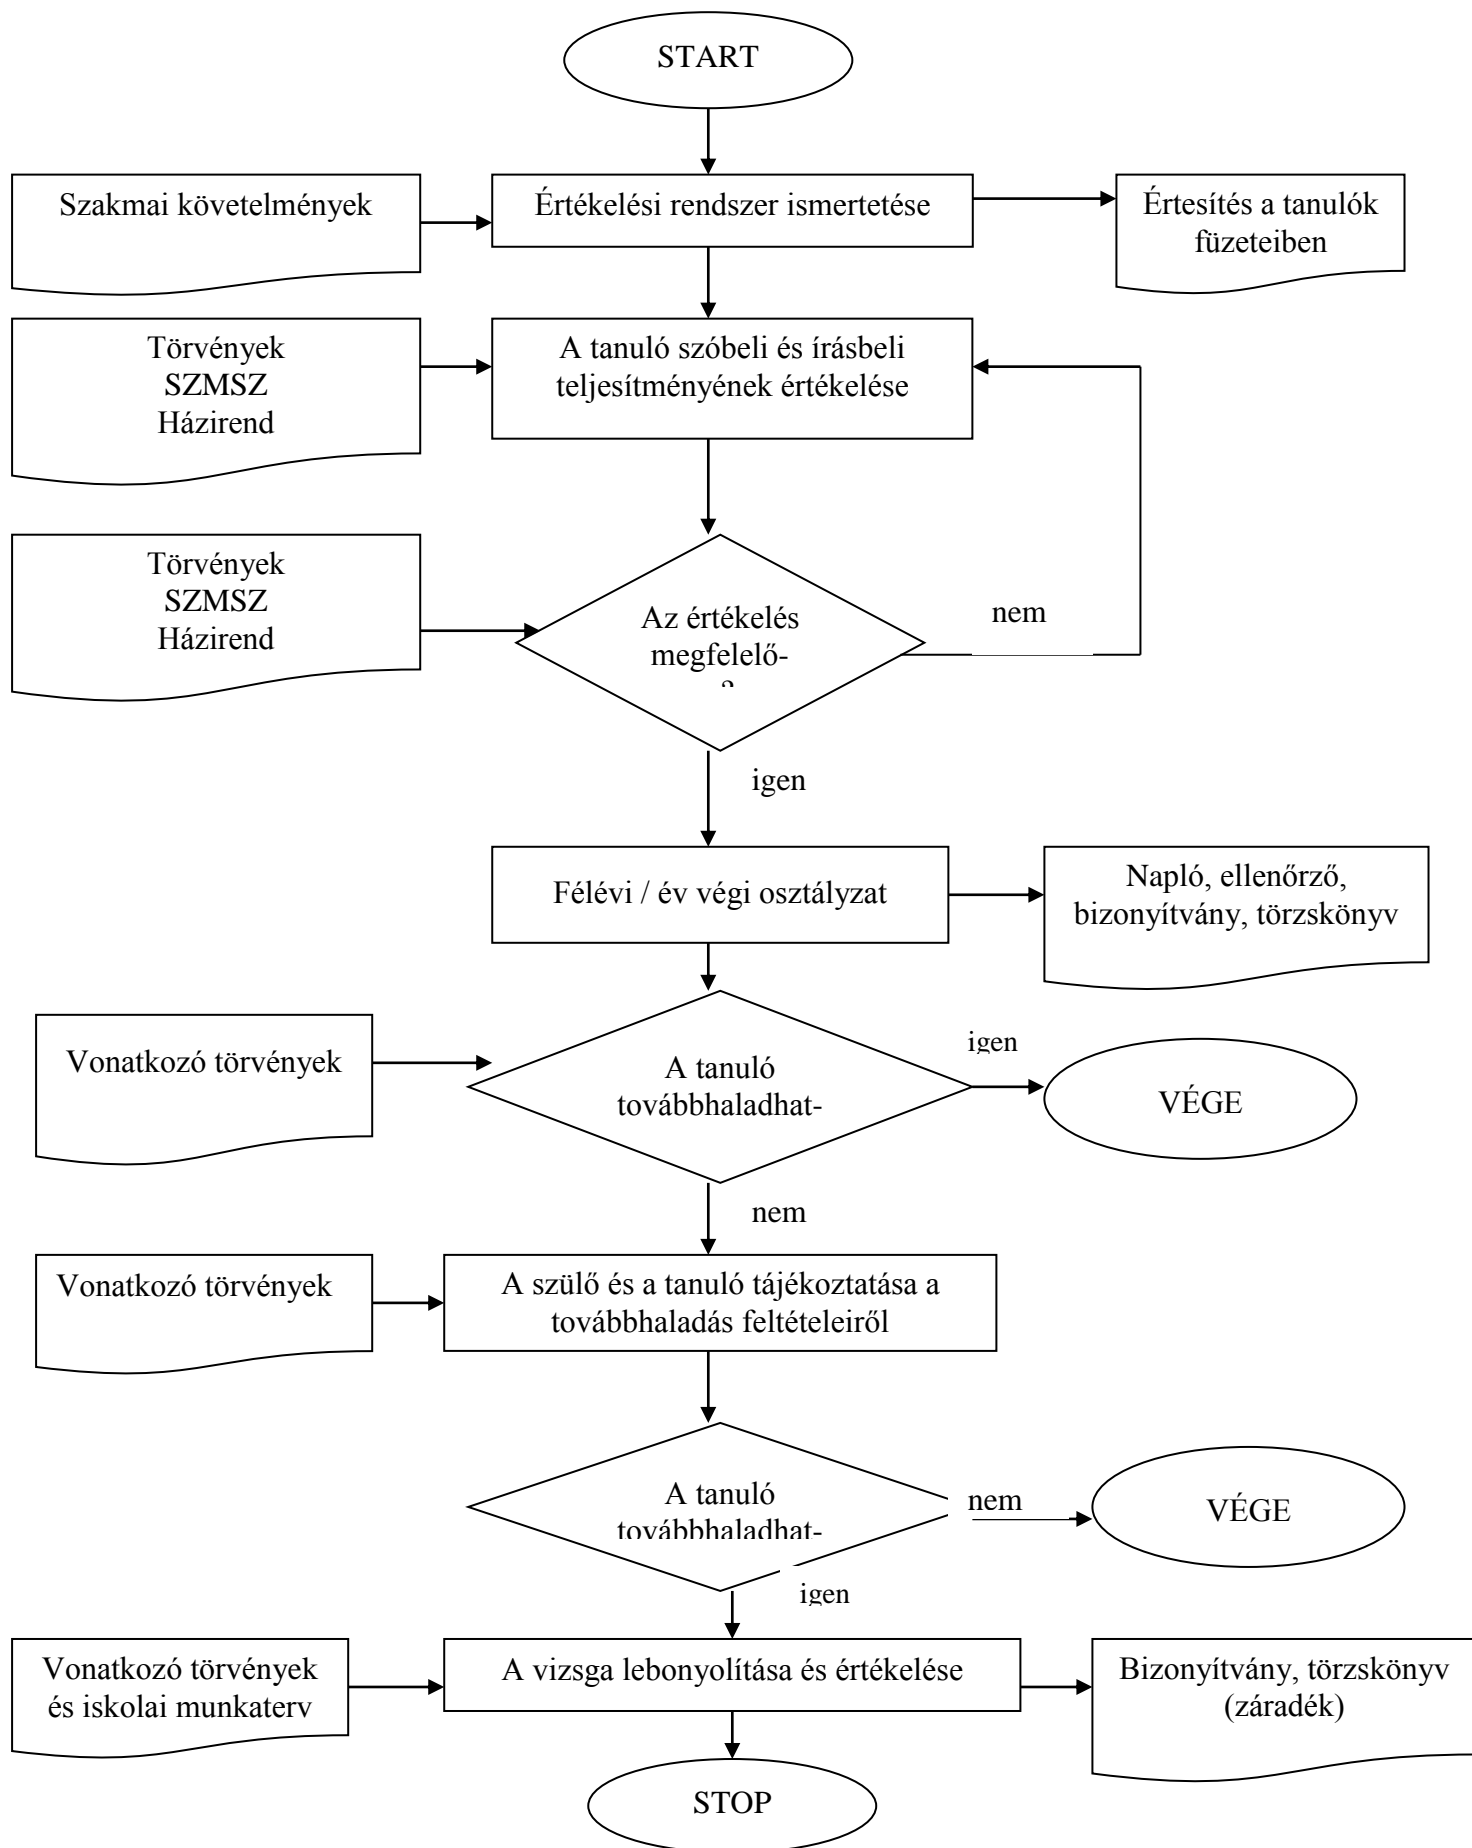 START
Szakmai követelmények
Értékelési rendszer ismertetése
Értesítés a tanulók
füzeteiben
Törvények
SZMSZ
Házirend
A tanuló szóbeli és írásbeli
teljesítményének értékelése
Törvények
SZMSZ
Házirend
Az értékelés
megfelelő-
?
nem
igen
Félévi / év végi osztályzat
Napló, ellenőrző,
bizonyítvány, törzskönyv
Vonatkozó törvények
A tanuló
továbbhaladhat-
igen
VÉGE
nem
Vonatkozó törvények
A szülő és a tanuló tájékoztatása a
továbbhaladás feltételeiről
A tanuló
továbbhaladhat-
nem
VÉGE
igen
Vonatkozó törvények
és iskolai munkaterv
A vizsga lebonyolítása és értékelése
Bizonyítvány, törzskönyv
(záradék)
STOP